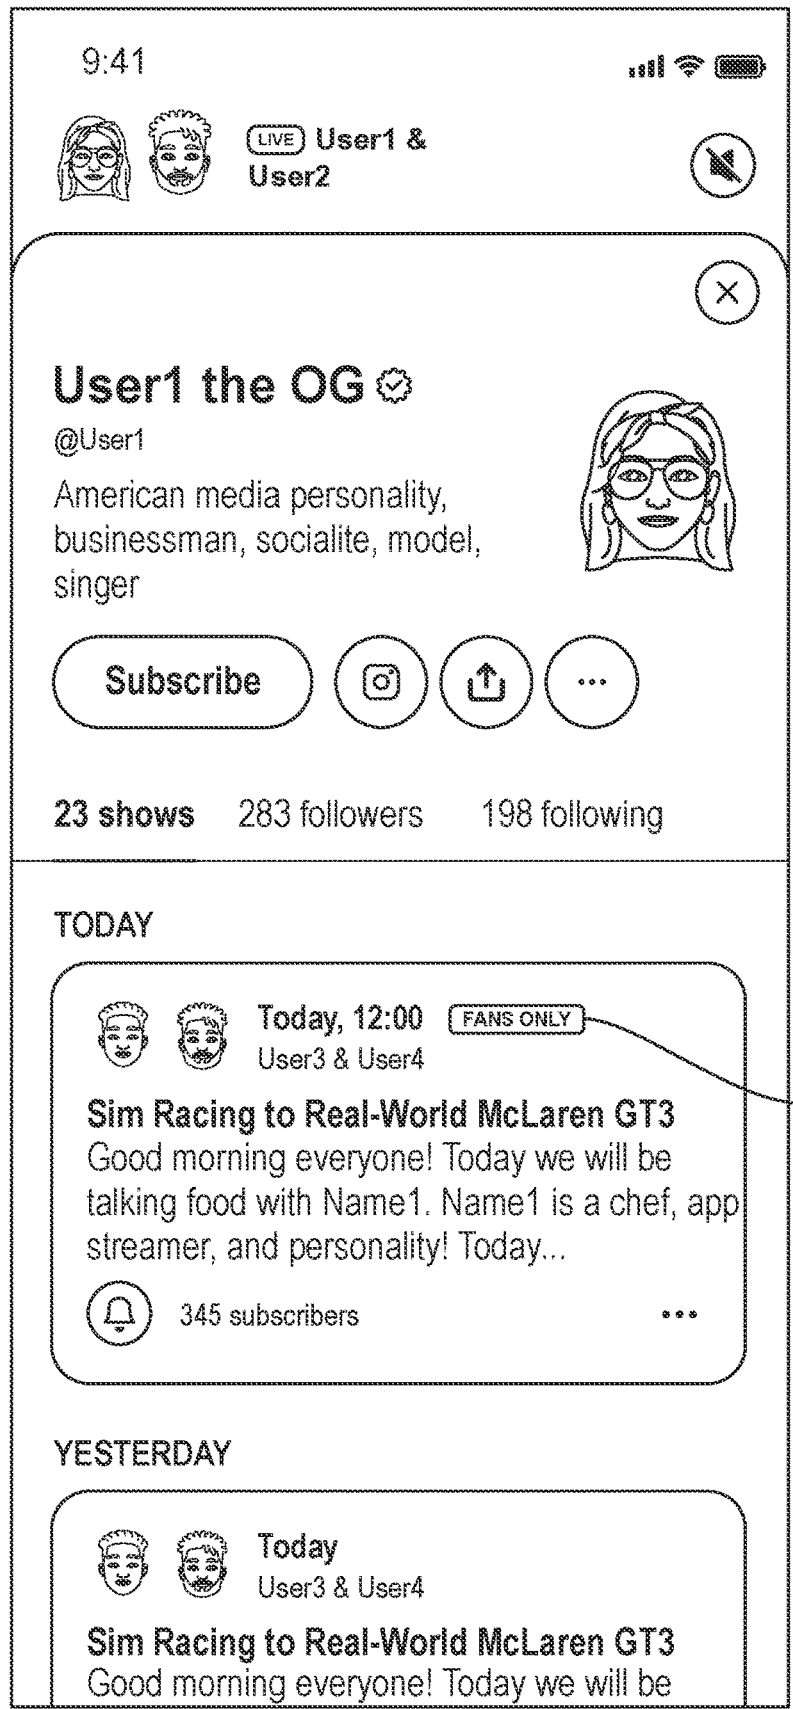 9:41
LIVE User1 &
User2
User1 the OG
@User1
American media personality,
businessman, socialite, model,
singer
Subscribe
23 shows 283 followers 198 following
TODAY
Today, 12:00 FANS ONLY
User3 & User4
Sim Racing to Real-World McLaren GT3
Good morning everyone! Today we will be
talking food with Name1. Name1 is a chef, app
streamer, and personality! Today...
345 subscribers
YESTERDAY
Today
User3 & User4
Sim Racing to Real-World McLaren GT3
Good morning everyone! Today we will be